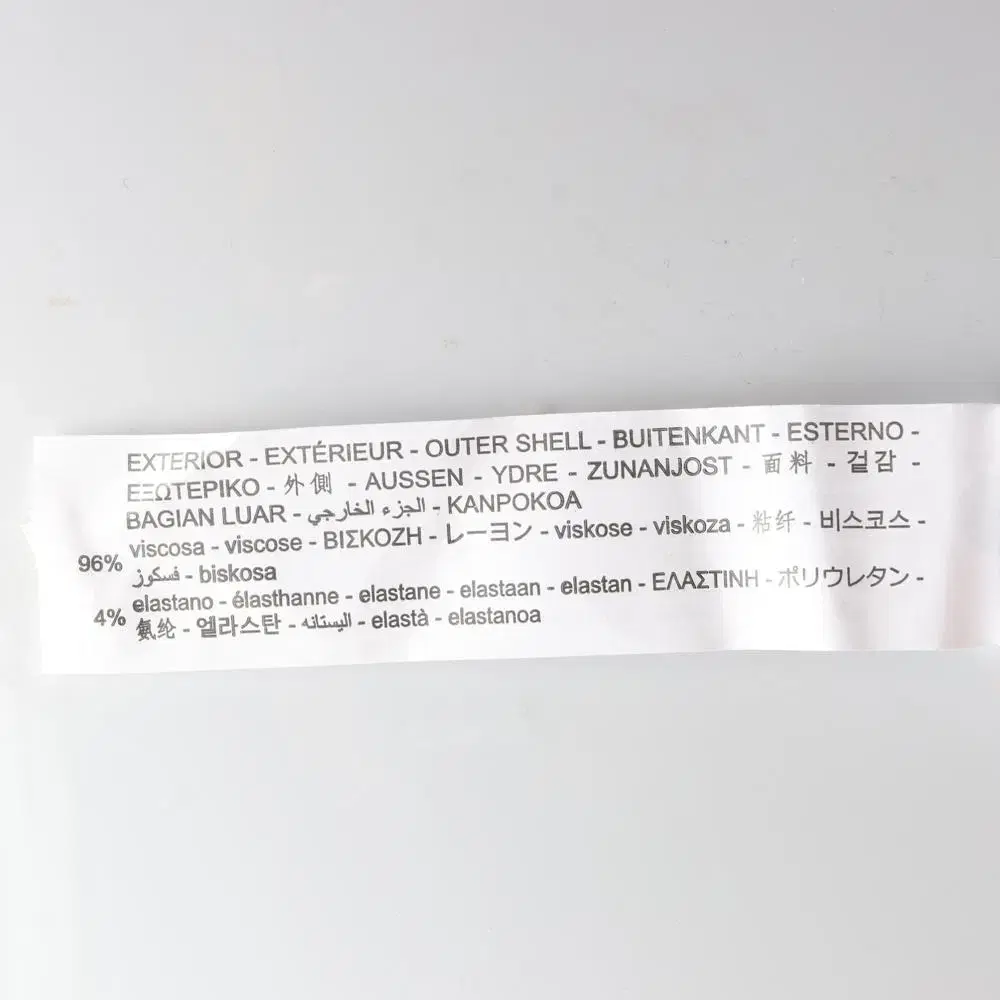 EXTERIOR - EXTÉRIEUR - OUTER SHELL - BUITENKANT - ESTERNO -
ΕΞΩΤΕΡΙΚΟ - 外側 - AUSSEN - YDRE - ZUNANJOST - 面料 - 겉감 -
BAGIAN LUAR - الجزء الخارجي - KANPOKOA
96% viscosa - viscose - ΒΙΣΚΟΖΗ - レーヨン - viskose - viskoza - 粘纤 - 비스코스 -
فسكوز - biskosa
4% elastano - élasthanne - elastane - elastaan - elastan - ΕΛΑΣΤΙΝΗ - ポリウレタン -
氨纶 - 엘라스탄 - اليستانه - elastà - elastanoa